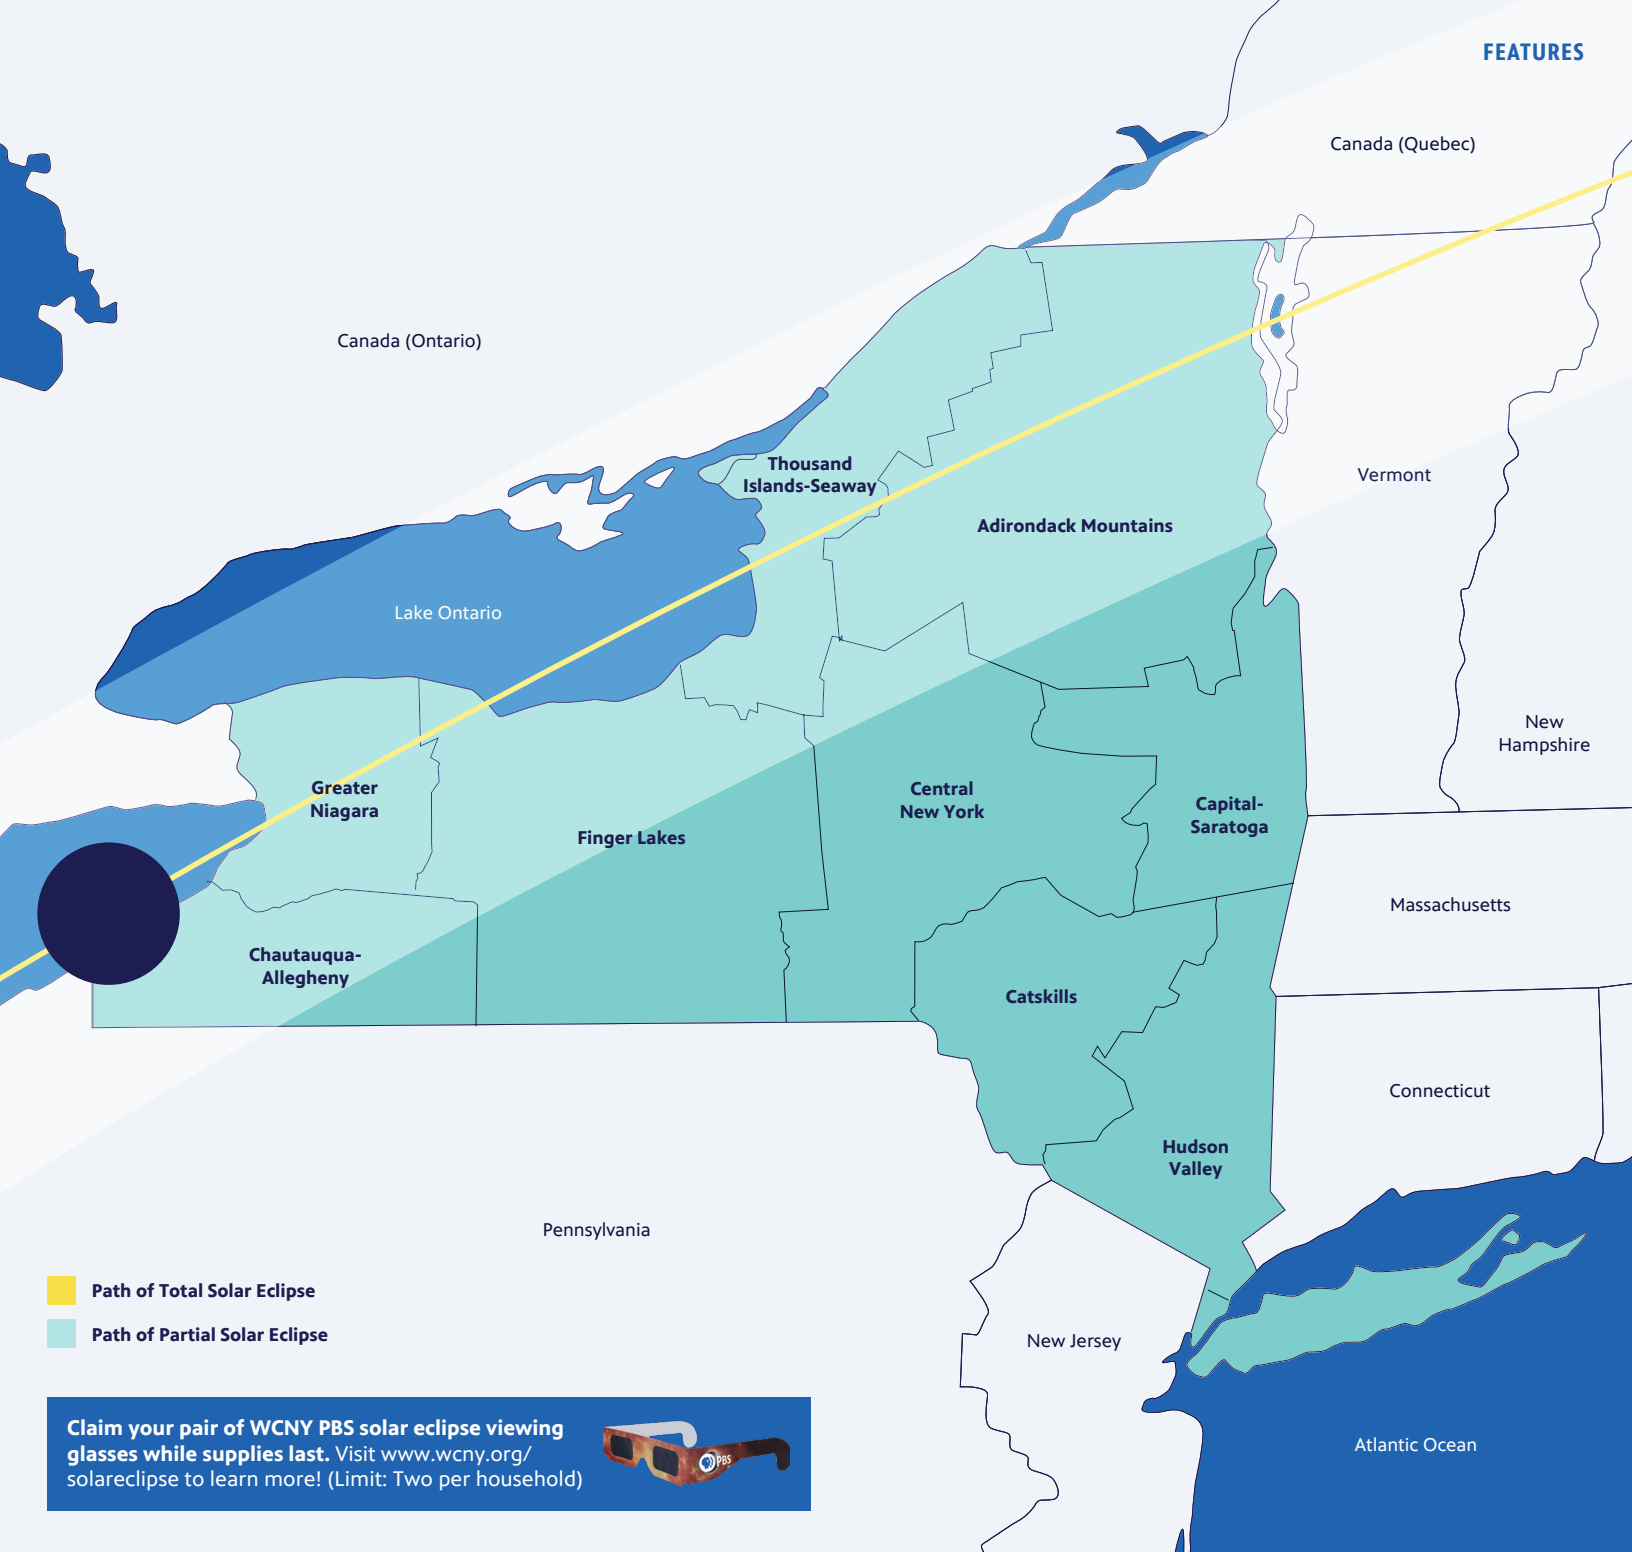 FEATURES
Canada (Quebec)
Canada (Ontario)
Thousand
Islands-Seaway
Vermont
Adirondack Mountains
Lake Ontario
New
Hampshire
Greater
Niagara
Central
New York
Capital-
Saratoga
Finger Lakes
Massachusetts
Chautauqua-
Allegheny
Catskills
Connecticut
Hudson
Valley
Pennsylvania
Path of Total Solar Eclipse
Path of Partial Solar Eclipse
New Jersey
Atlantic Ocean
Claim your pair of WCNY PBS solar eclipse viewing
glasses while supplies last. Visit www.wcny.org/
solareclipse to learn more! (Limit: Two per household)
PBS